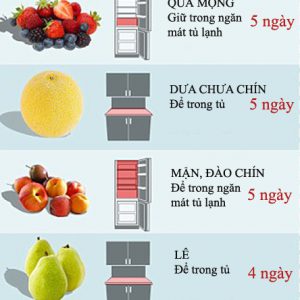 QUẢ MỌNG
Giữ trong ngăn
mát tủ lạnh
5 ngày
DƯA CHƯA CHÍN
Để trong tủ
5 ngày
MẬN, ĐÀO CHÍN
Để trong ngăn
mát tủ lạnh
5 ngày
LÊ
Để trong tủ
4 ngày